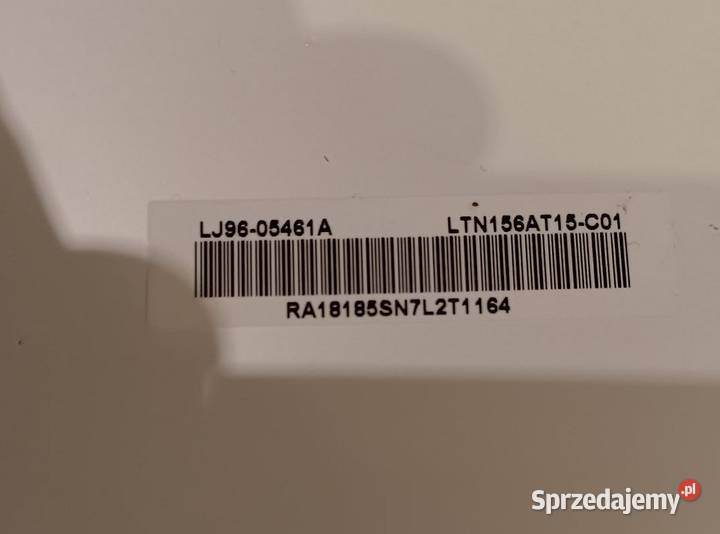 LJ96-05461A LTN156AT15-C01
RA18185SN7L2T1164
Sprzedajemy.pl